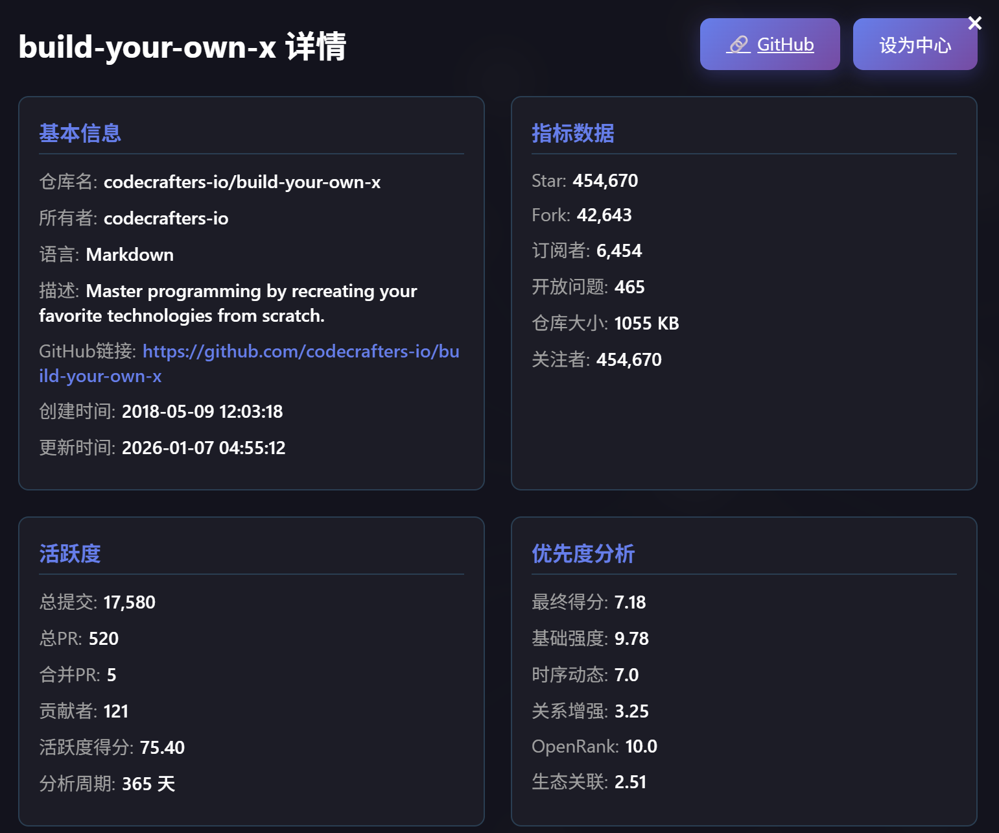 build-your-own-x 详情
🔗 GitHub
设为中心
×
基本信息
仓库名: codecrafters-io/build-your-own-x
所有者: codecrafters-io
语言: Markdown
描述: Master programming by recreating your
favorite technologies from scratch.
GitHub链接: https://github.com/codecrafters-io/bu
ild-your-own-x
创建时间: 2018-05-09 12:03:18
更新时间: 2026-01-07 04:55:12
指标数据
Star: 454,670
Fork: 42,643
订阅者: 6,454
开放问题: 465
仓库大小: 1055 KB
关注者: 454,670
活跃度
总提交: 17,580
总PR: 520
合并PR: 5
贡献者: 121
活跃度得分: 75.40
分析周期: 365 天
优先度分析
最终得分: 7.18
基础强度: 9.78
时序动态: 7.0
关系增强: 3.25
OpenRank: 10.0
生态关联: 2.51